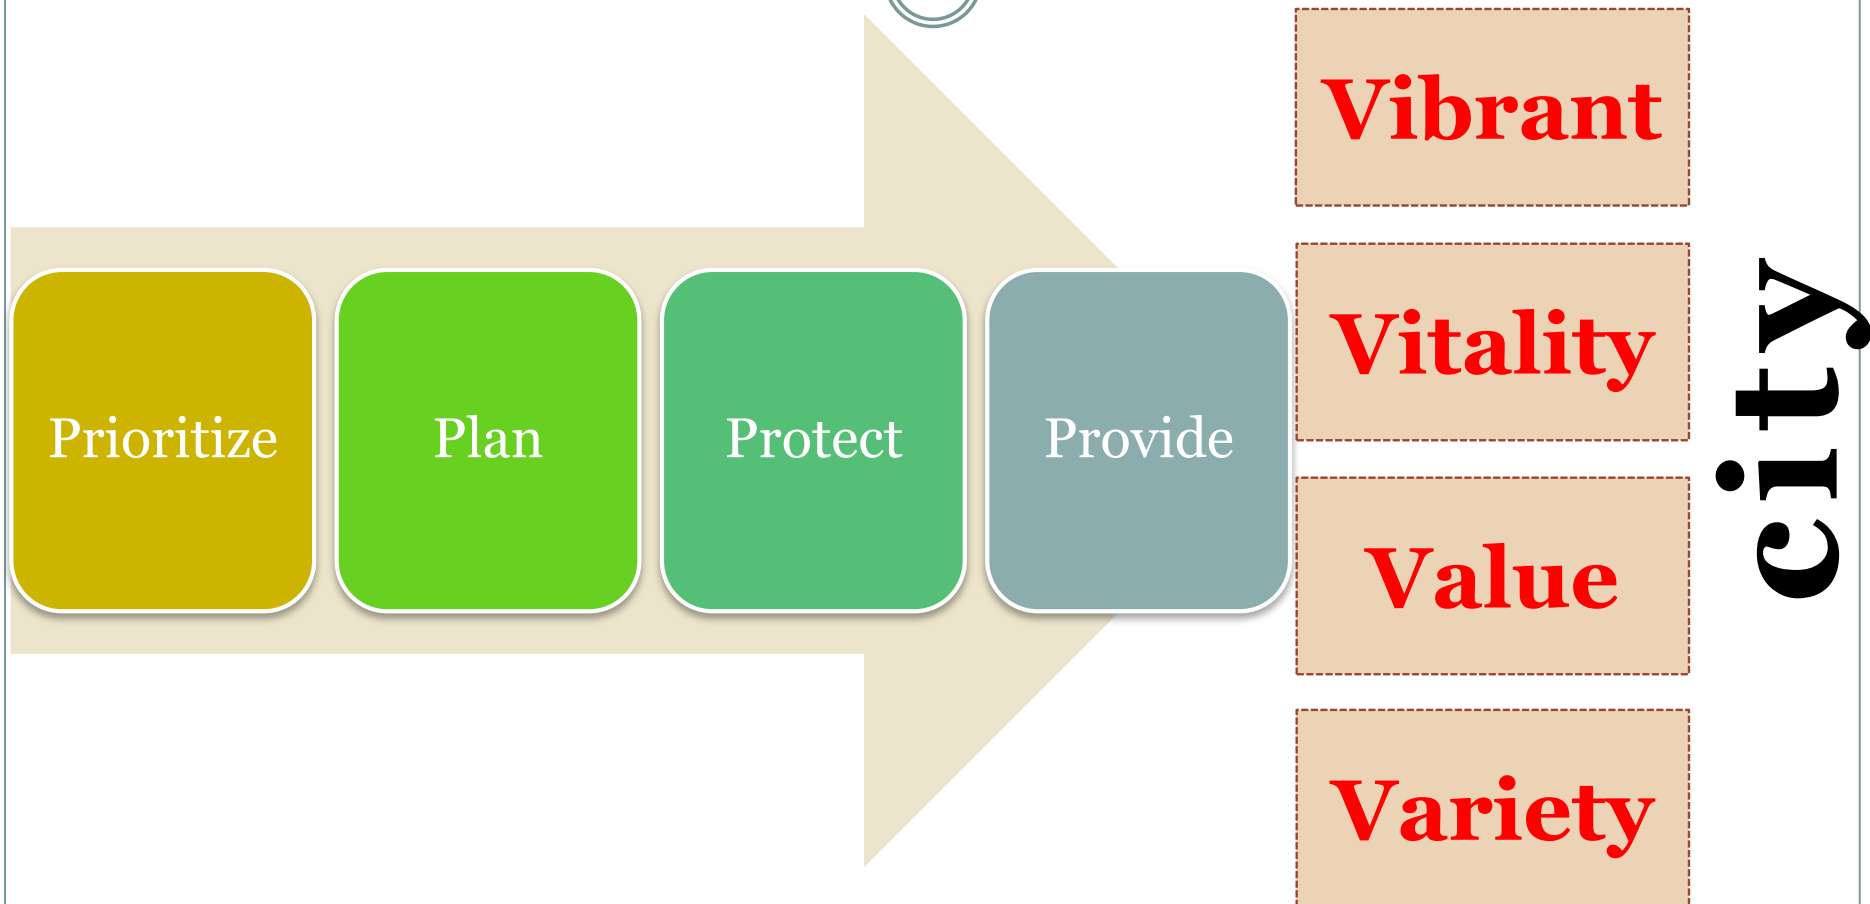 Prioritize
Plan
Protect
Provide
Vibrant
Vitality
Value
Variety
city